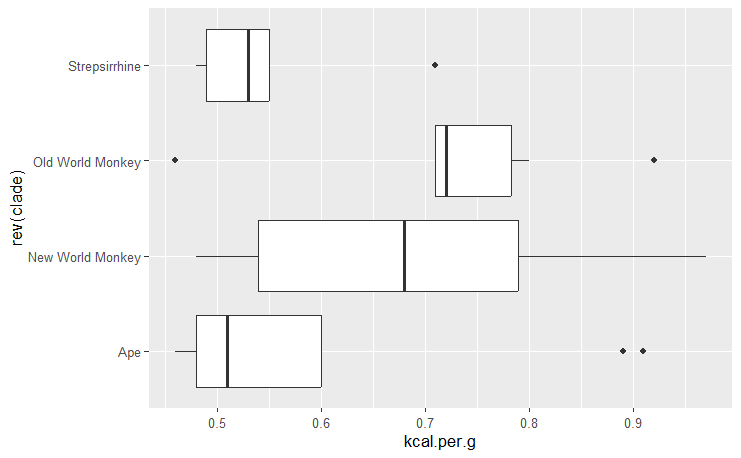 Strepsirrhine
Old World Monkey
New World Monkey
Ape
rev(clade)
0.5 0.6 0.7 0.8 0.9
kcal.per.g